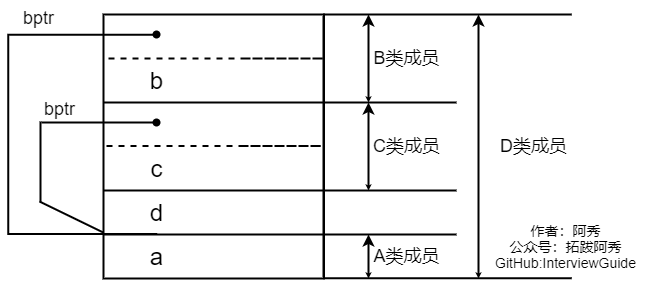 bptr
B类成员
b
bptr
C类成员
D类成员
c
d
a
A类成员
作者：阿秀
公众号：拓跋阿秀
GitHub:InterviewGuide